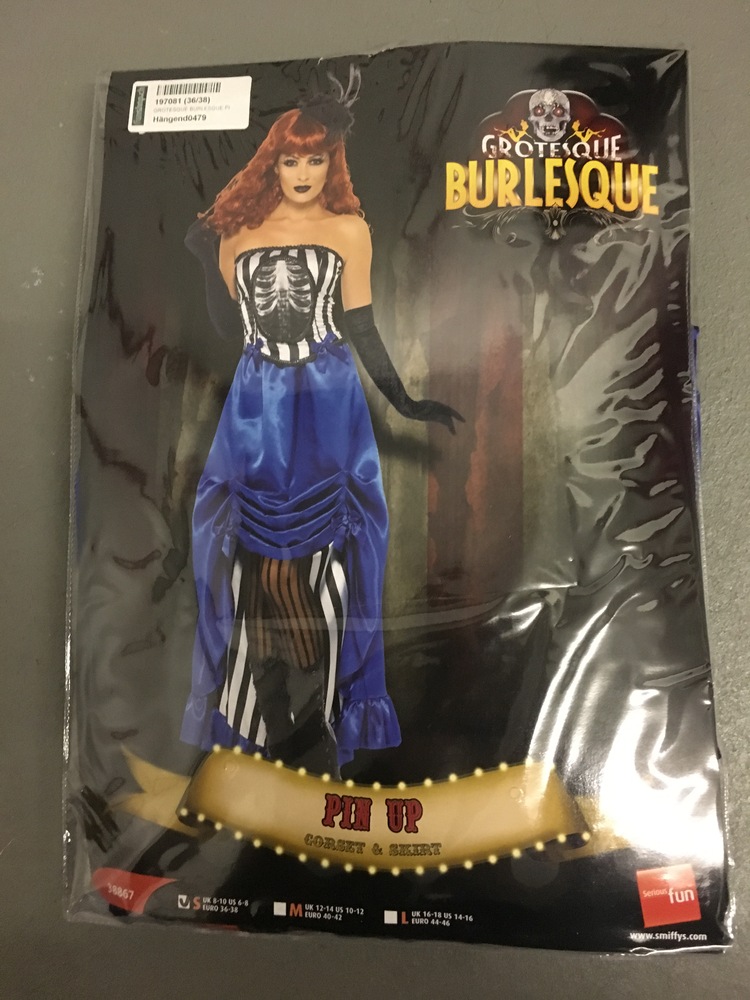 197081 (36/38)
GROTESQUE BURLESQUE PI
Hängend0479
GROTESQUE
BURLESQUE
PIN UP
CORSET & SKIRT
38867
S UK 8-10 US 6-8
EURO 36-38
M UK 12-14 US 10-12
EURO 40-42
L UK 16-18 US 14-16
EURO 44-46
Serious fun
www.smiffys.com